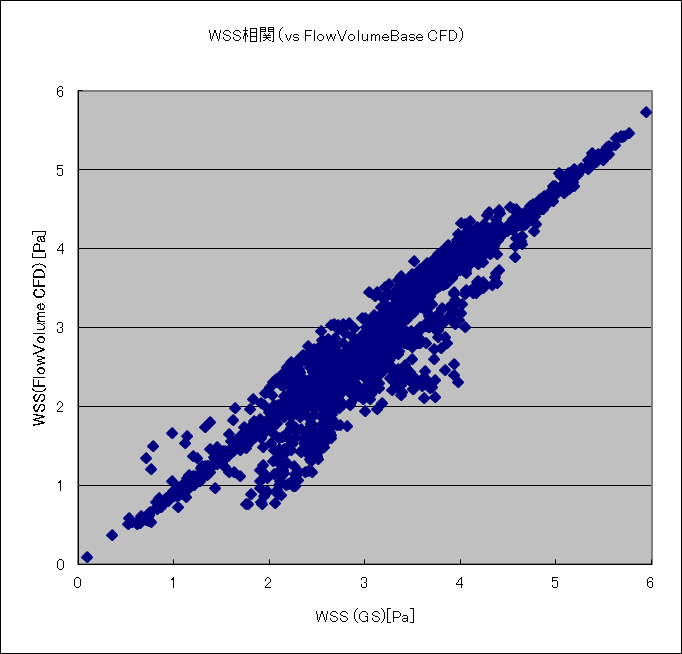 WSS相関(vs FlowVolumeBase CFD)
6
5
4
3
2
1
0
WSS(FlowVolume CFD) [Pa]
0 1 2 3 4 5 6
WSS (GS)[Pa]